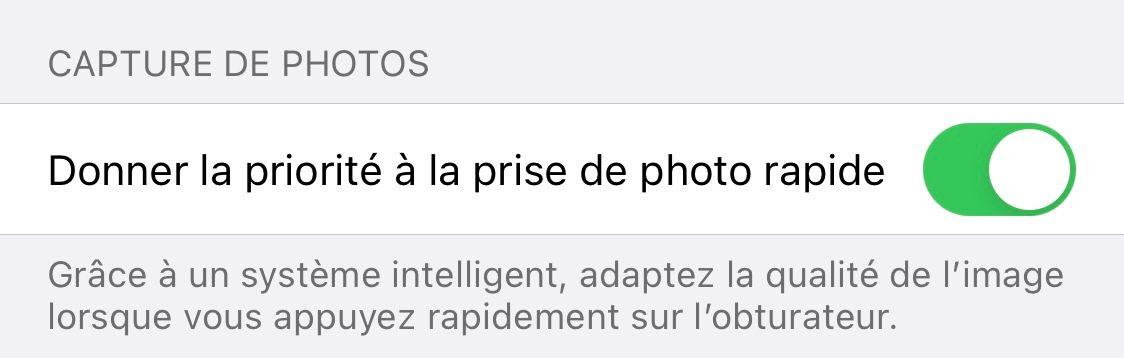 CAPTURE DE PHOTOS
Donner la priorité à la prise de photo rapide
Grâce à un système intelligent, adaptez la qualité de l’image
lorsque vous appuyez rapidement sur l’obturateur.